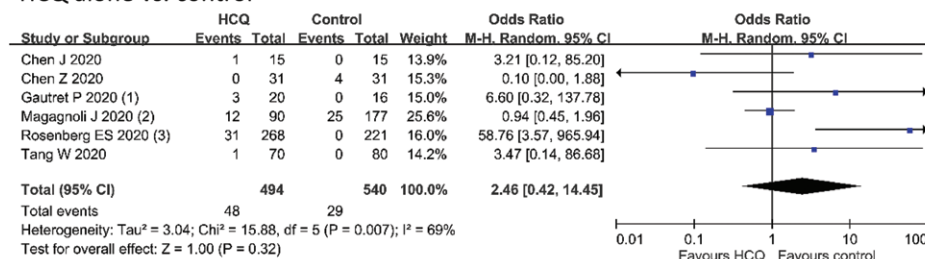 HCQ alone vs. control
HCQ Control Odds Ratio Odds Ratio
Study or Subgroup Events Total Events Total Weight M-H. Random. 95% CI M-H. Random. 95% CI
Chen J 2020 1 15 0 15 13.9% 3.21 [0.12, 85.20]
Chen Z 2020 0 31 4 31 15.3% 0.10 [0.00, 1.88]
Gautret P 2020 (1) 3 20 0 16 15.0% 6.60 [0.32, 137.78]
Magagnoli J 2020 (2) 12 90 25 177 25.6% 0.94 [0.45, 1.96]
Rosenberg ES 2020 (3) 31 268 0 221 16.0% 58.76 [3.57, 965.94]
Tang W 2020 1 70 0 80 14.2% 3.47 [0.14, 86.68]
Total (95% CI) 494 540 100.0% 2.46 [0.42, 14.45]
Total events 48 29
Heterogeneity: Tau² = 3.04; Chi² = 15.88, df = 5 (P = 0.007); I² = 69%
Test for overall effect: Z = 1.00 (P = 0.32)
0.01 0.1 1 10 100
Favours HCQ Favours control